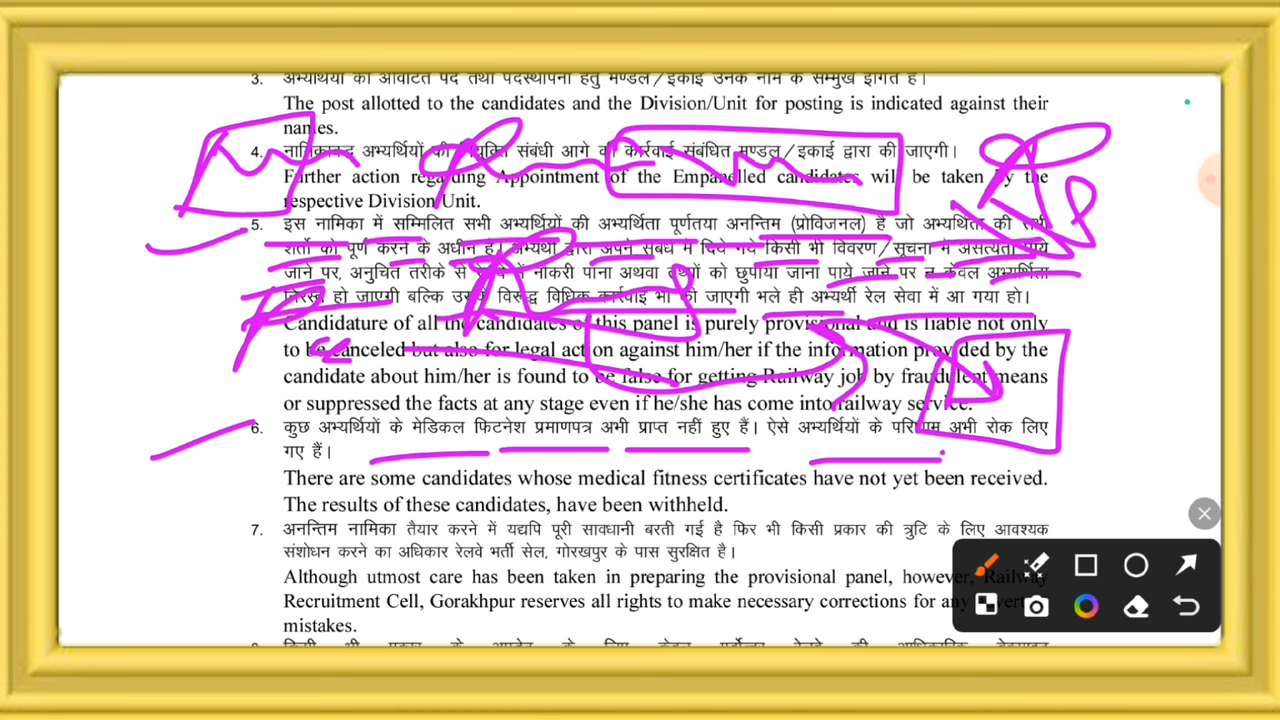 3. अभ्यर्थियों को आवंटित पद तथा पदस्थापना हेतु मण्डल/इकाई उनके नाम के सम्मुख इंगित है।
The post allotted to the candidates and the Division/Unit for posting is indicated against their
names.
4. नामिकाबद्ध अभ्यर्थियों की नियुक्ति संबंधी आगे की कार्रवाई संबंधित मण्डल/इकाई द्वारा की जाएगी।
Further action regarding Appointment of the Empanelled candidates will be taken by the
respective Division/Unit.
5. इस नामिका में सम्मिलित सभी अभ्यर्थियों की अभ्यर्थिता पूर्णतया अनन्तिम (प्रोविजनल) है जो अभ्यर्थिता की सभी
शर्तों को पूर्ण करने के अधीन है। अभ्यर्थी द्वारा अपने संबंध में दिये गये किसी भी विवरण/सूचना में असत्यता पाये
जाने पर, अनुचित तरीके से रेलवे में नौकरी पाना अथवा तथ्यों को छुपाया जाना पाये जाने पर न केवल अभ्यर्थिता
निरस्त हो जाएगी बल्कि उसके विरूद्ध विधिक कार्रवाई भी की जाएगी भले ही अभ्यर्थी रेल सेवा में आ गया हो।
Candidature of all the candidates of this panel is purely provisional and is liable not only
to be canceled but also for legal action against him/her if the information provided by the
candidate about him/her is found to be false for getting Railway job by fraudulent means
or suppressed the facts at any stage even if he/she has come into railway service.
6. कुछ अभ्यर्थियों के मेडिकल फिटनेश प्रमाणपत्र अभी प्राप्त नहीं हुए हैं। ऐसे अभ्यर्थियों के परिणाम अभी रोक लिए
गए हैं।
There are some candidates whose medical fitness certificates have not yet been received.
The results of these candidates, have been withheld.
7. अनन्तिम नामिका तैयार करने में यद्यपि पूरी सावधानी बरती गई है फिर भी किसी प्रकार की त्रुटि के लिए आवश्यक
संशोधन करने का अधिकार रेलवे भर्ती सेल, गोरखपुर के पास सुरक्षित है।
Although utmost care has been taken in preparing the provisional panel, however, Railway
Recruitment Cell, Gorakhpur reserves all rights to make necessary corrections for any
mistakes.